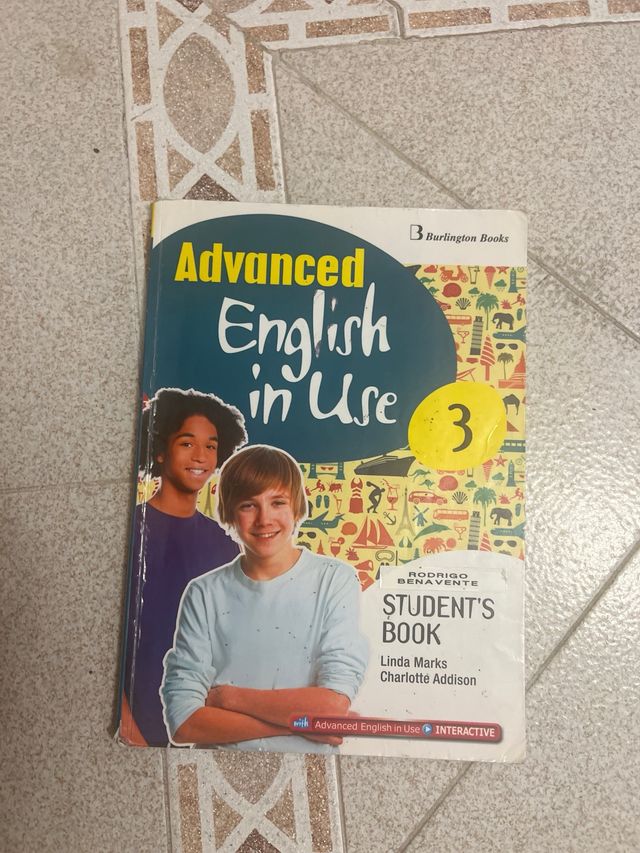 Burlington Books
Advanced
English
in Use
3
RODRIGO
BENAVENTE
STUDENT'S
BOOK
Linda Marks
Charlotte Addison
with Advanced English in Use INTERACTIVE